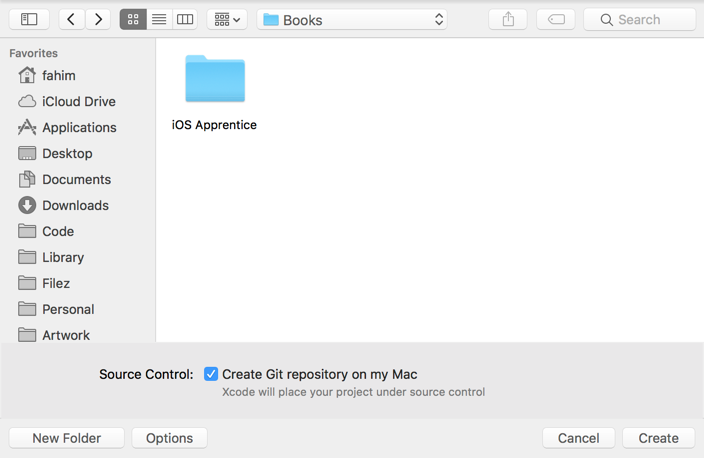 Books
Search
Favorites
fahim
iCloud Drive
Applications
Desktop
Documents
Downloads
Code
Library
Filez
Personal
Artwork
iOS Apprentice
Source Control: Create Git repository on my Mac
Xcode will place your project under source control
New Folder Options Cancel Create